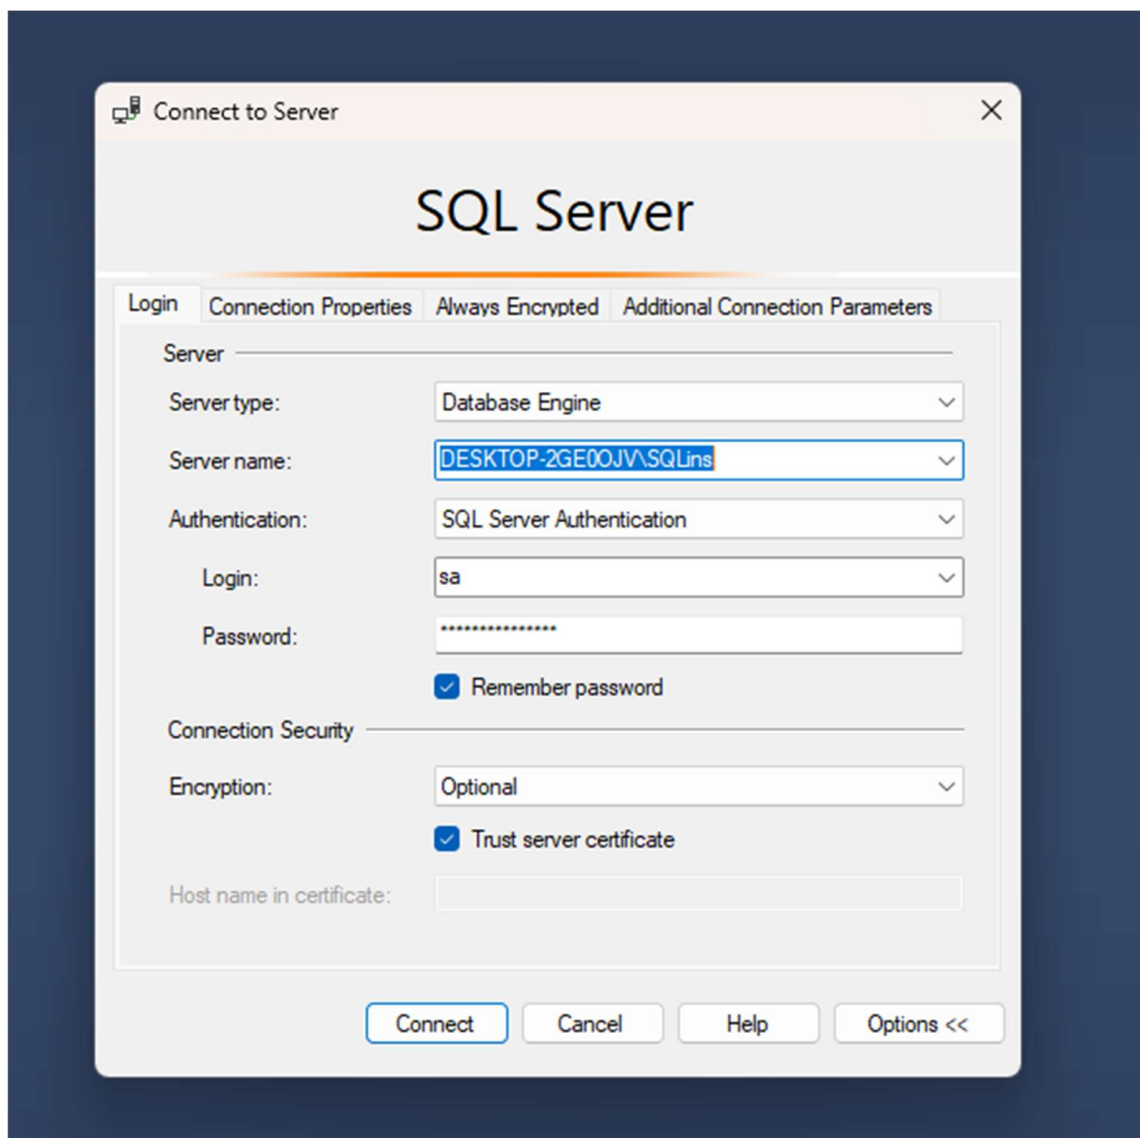 Connect to Server
SQL Server
Login Connection Properties Always Encrypted Additional Connection Parameters
Server
Server type: Database Engine
Server name: DESKTOP-2GE0OJV\SQLins
Authentication: SQL Server Authentication
Login: sa
Password: ***************
Remember password
Connection Security
Encryption: Optional
Trust server certificate
Host name in certificate:
Connect Cancel Help Options <<